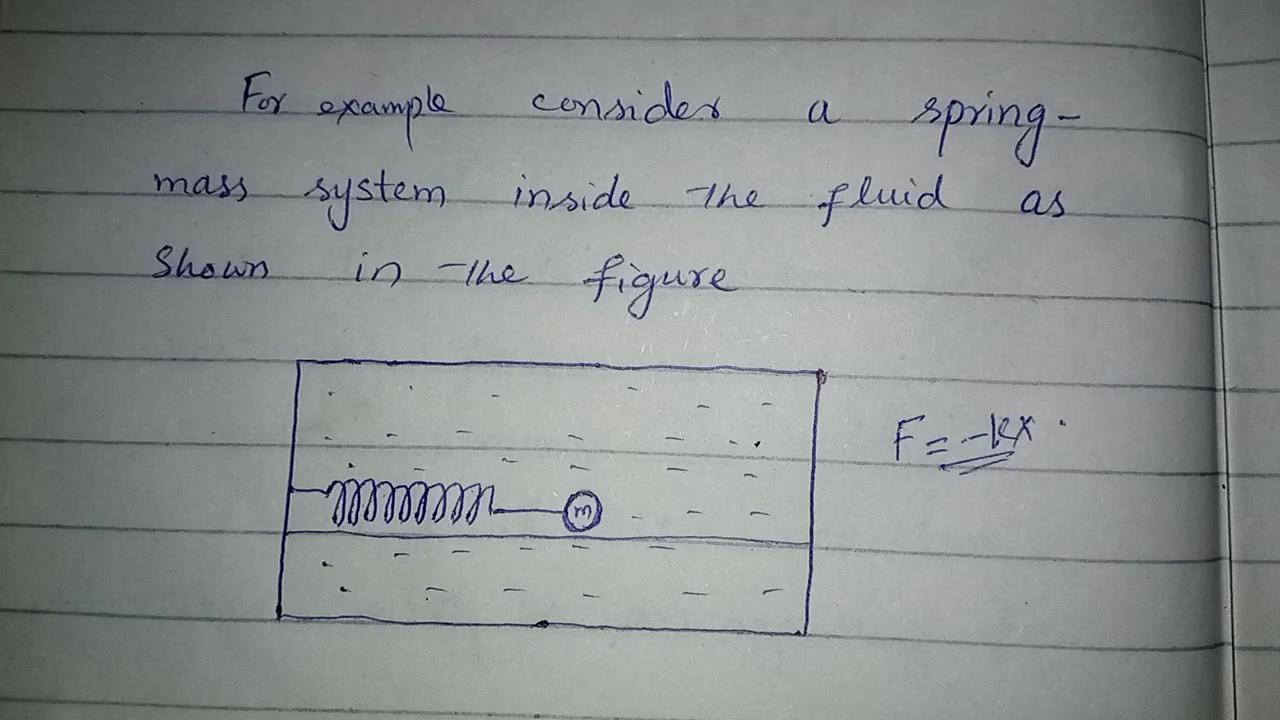 For example consider a spring-
mass system inside the fluid as
shown in the figure
F = -kx
m